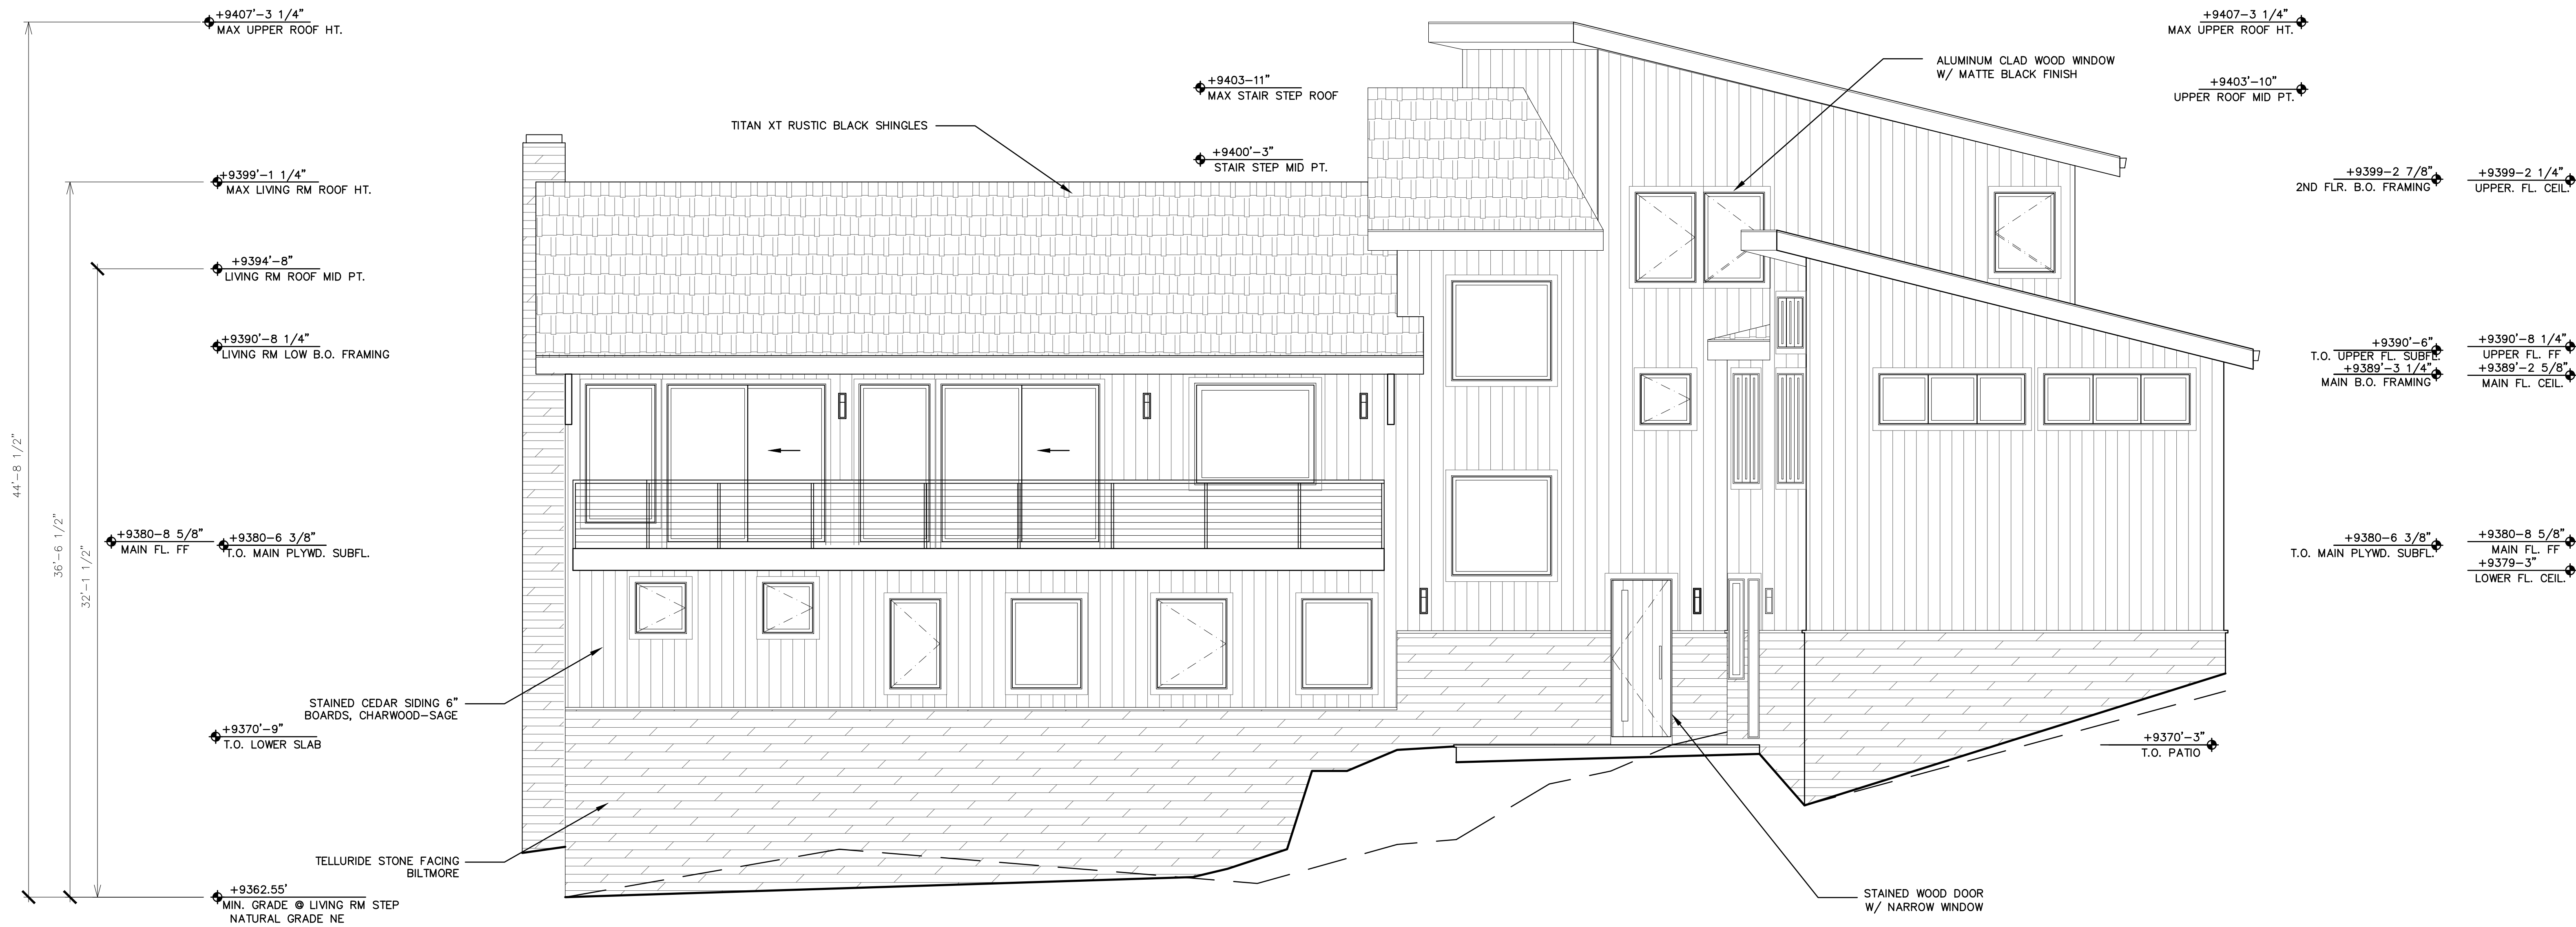 +9407'-3 1/4"
MAX UPPER ROOF HT.
+9399'-1 1/4"
MAX LIVING RM ROOF HT.
+9394'-8"
LIVING RM ROOF MID PT.
+9390'-8 1/4"
LIVING RM LOW B.O. FRAMING
44'-8 1/2"
36'-6 1/2"
32'-1 1/2"
+9380-8 5/8"
MAIN FL. FF
+9380-6 3/8"
T.O. MAIN PLYWD. SUBFL.
STAINED CEDAR SIDING 6"
BOARDS, CHARWOOD-SAGE
+9370'-9"
T.O. LOWER SLAB
TELLURIDE STONE FACING
BILTMORE
+9362.55'
MIN. GRADE @ LIVING RM STEP
NATURAL GRADE NE
TITAN XT RUSTIC BLACK SHINGLES
+9403-11"
MAX STAIR STEP ROOF
+9400'-3"
STAIR STEP MID PT.
ALUMINUM CLAD WOOD WINDOW
W/ MATTE BLACK FINISH
+9407-3 1/4"
MAX UPPER ROOF HT.
+9403'-10"
UPPER ROOF MID PT.
+9399-2 7/8"
2ND FLR. B.O. FRAMING
+9399-2 1/4"
UPPER. FL. CEIL.
+9390'-6"
T.O. UPPER FL. SUBFL.
+9390'-8 1/4"
UPPER FL. FF
+9389'-3 1/4"
MAIN B.O. FRAMING
+9389'-2 5/8"
MAIN FL. CEIL.
+9380-6 3/8"
T.O. MAIN PLYWD. SUBFL.
+9380-8 5/8"
MAIN FL. FF
+9379-3"
LOWER FL. CEIL.
+9370'-3"
T.O. PATIO
STAINED WOOD DOOR
W/ NARROW WINDOW